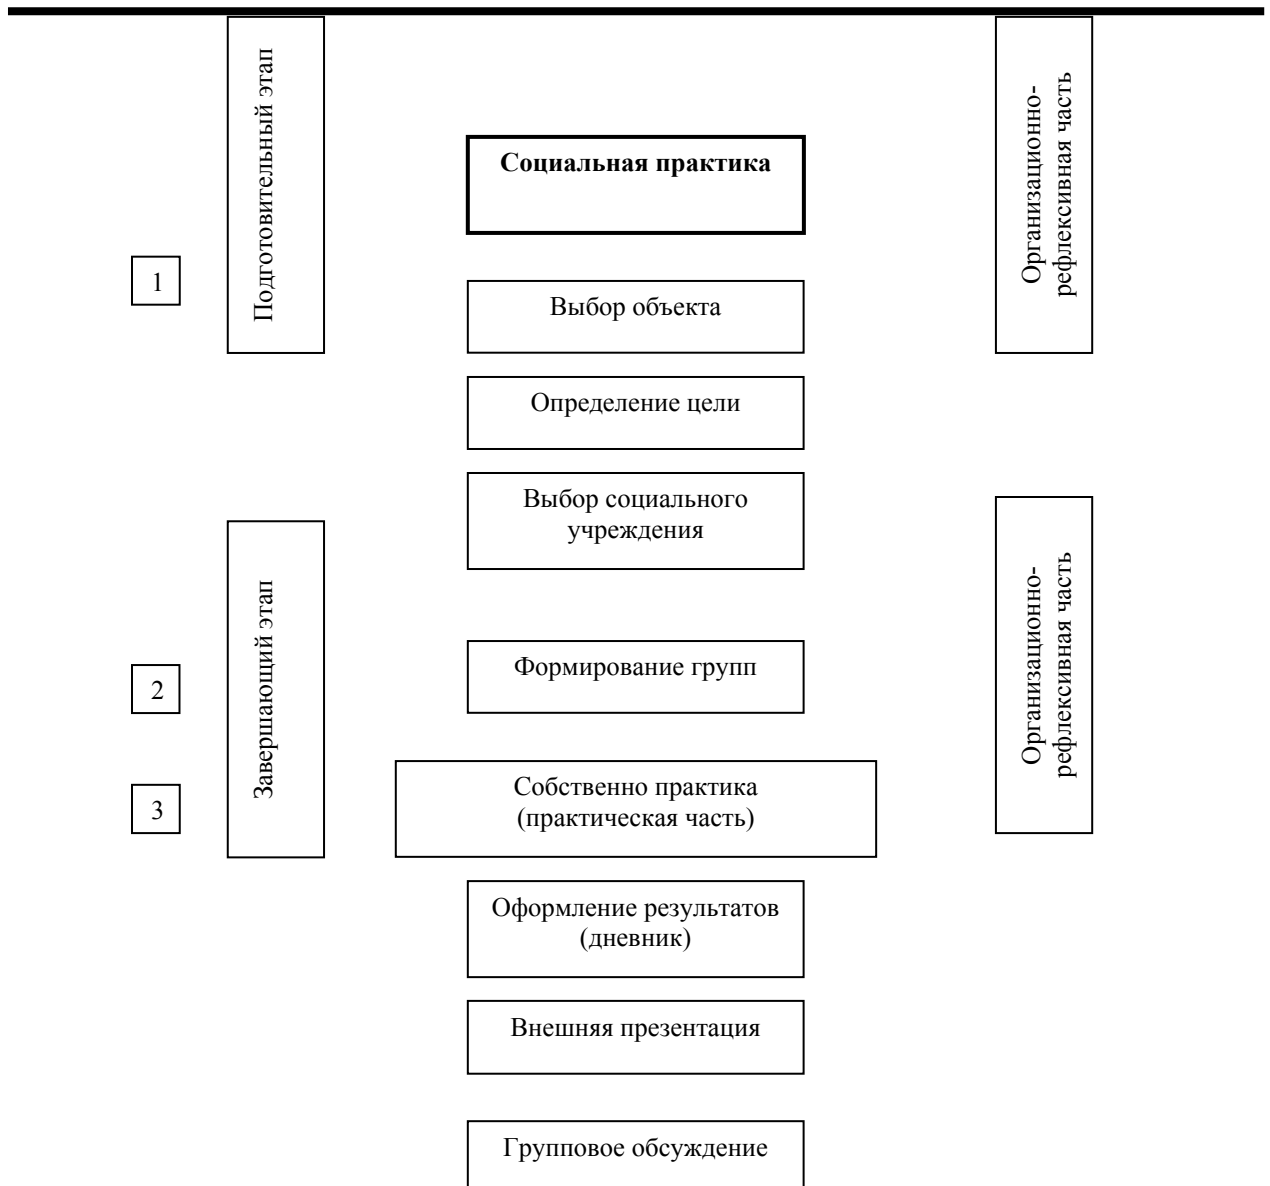 Подготовительный этап
Организационно-
рефлексивная часть
Социальная практика
1
Выбор объекта
Определение цели
Выбор социального
учреждения
Завершающий этап
Организационно-
рефлексивная часть
2
Формирование групп
3
Собственно практика
(практическая часть)
Оформление результатов
(дневник)
Внешняя презентация
Групповое обсуждение